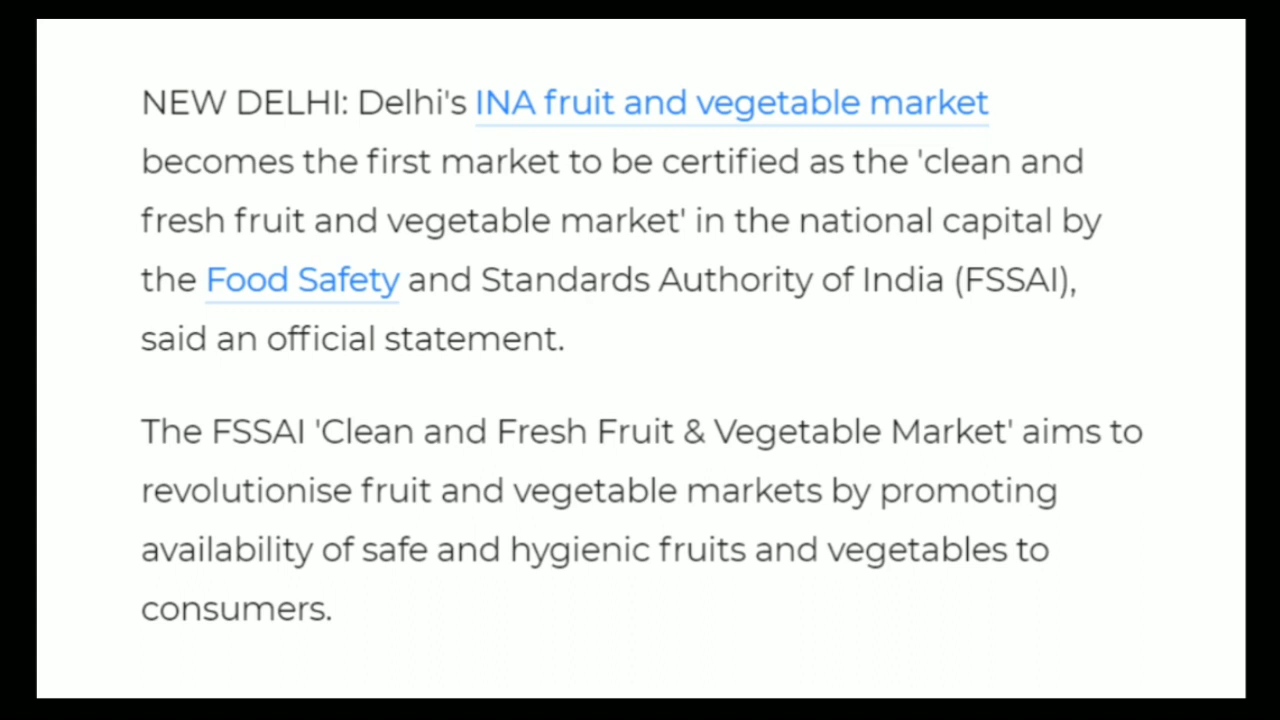 NEW DELHI: Delhi's INA fruit and vegetable market
becomes the first market to be certified as the 'clean and
fresh fruit and vegetable market' in the national capital by
the Food Safety and Standards Authority of India (FSSAI),
said an official statement.
The FSSAI 'Clean and Fresh Fruit & Vegetable Market' aims to
revolutionise fruit and vegetable markets by promoting
availability of safe and hygienic fruits and vegetables to
consumers.